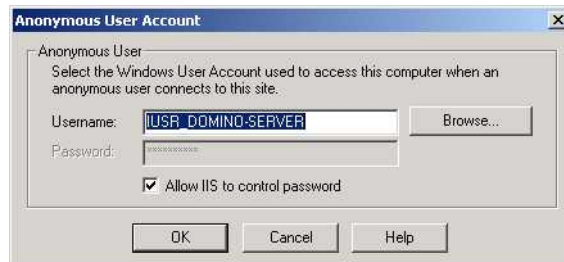 Anonymous User Account
Anonymous User
Select the Windows User Account used to access this computer when an
anonymous user connects to this site.
Username: IUSR_DOMINO-SERVER Browse...
Password: **********
Allow IIS to control password
OK Cancel Help